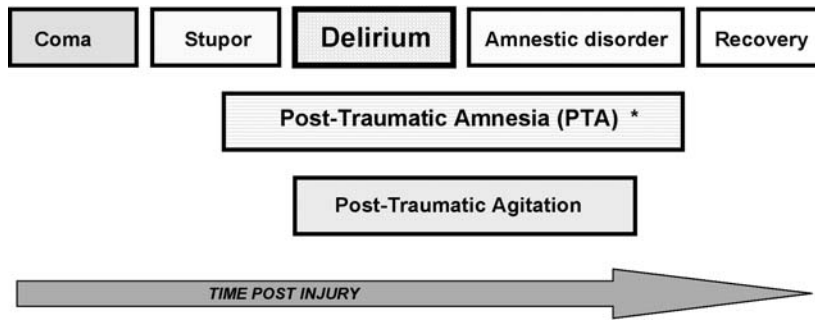 Coma Stupor Delirium Amnestic disorder Recovery
Post-Traumatic Amnesia (PTA) *
Post-Traumatic Agitation
TIME POST INJURY